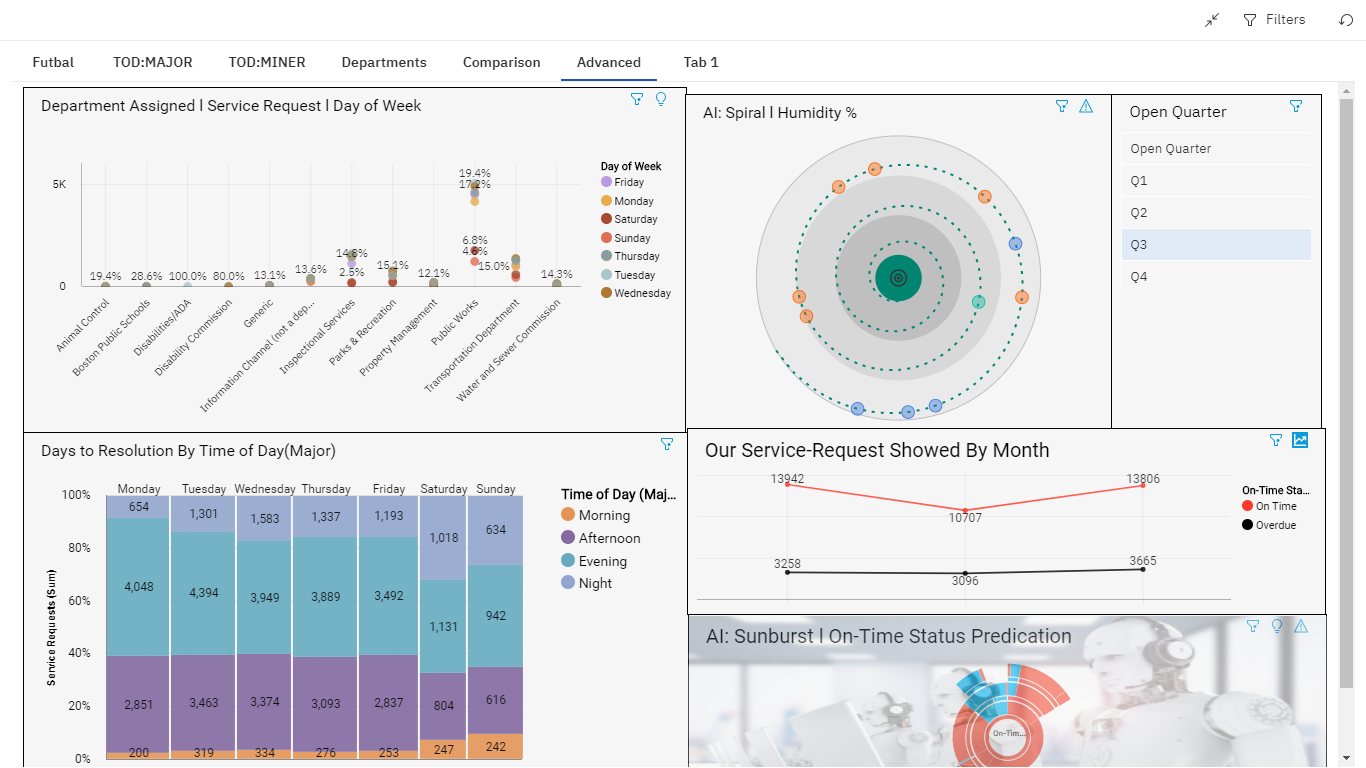 Filters
Futbal TOD:MAJOR TOD:MINER Departments Comparison Advanced Tab 1
Department Assigned | Service Request | Day of Week
5K
0
19.4%
17.2%
6.8%
4.6%
14.8%
2.5%
19.4% 28.6% 100.0% 80.0% 13.1% 13.6% 15.1% 12.1% 15.0% 14.3%
Animal Control
Boston Public Schools
Disabilities/ADA
Disability Commission
Generic
Information Channel (not a dep...
Inspectional Services
Parks & Recreation
Property Management
Public Works
Transportation Department
Water and Sewer Commission
Day of Week
Friday
Monday
Saturday
Sunday
Thursday
Tuesday
Wednesday
AI: Spiral | Humidity %
Open Quarter
Open Quarter
Q1
Q2
Q3
Q4
Days to Resolution By Time of Day(Major)
Service Requests (Sum)
100%
80%
60%
40%
20%
0%
Monday Tuesday Wednesday Thursday Friday Saturday Sunday
654 1,301 1,583 1,337 1,193 1,018 634
4,048 4,394 3,949 3,889 3,492 1,131 942
2,851 3,463 3,374 3,093 2,837 804 616
200 319 334 276 253 247 242
Time of Day (Maj...
Morning
Afternoon
Evening
Night
Our Service-Request Showed By Month
13942 10707 13806
3258 3096 3665
On-Time Sta...
On Time
Overdue
AI: Sunburst | On-Time Status Predication
On-Tim...